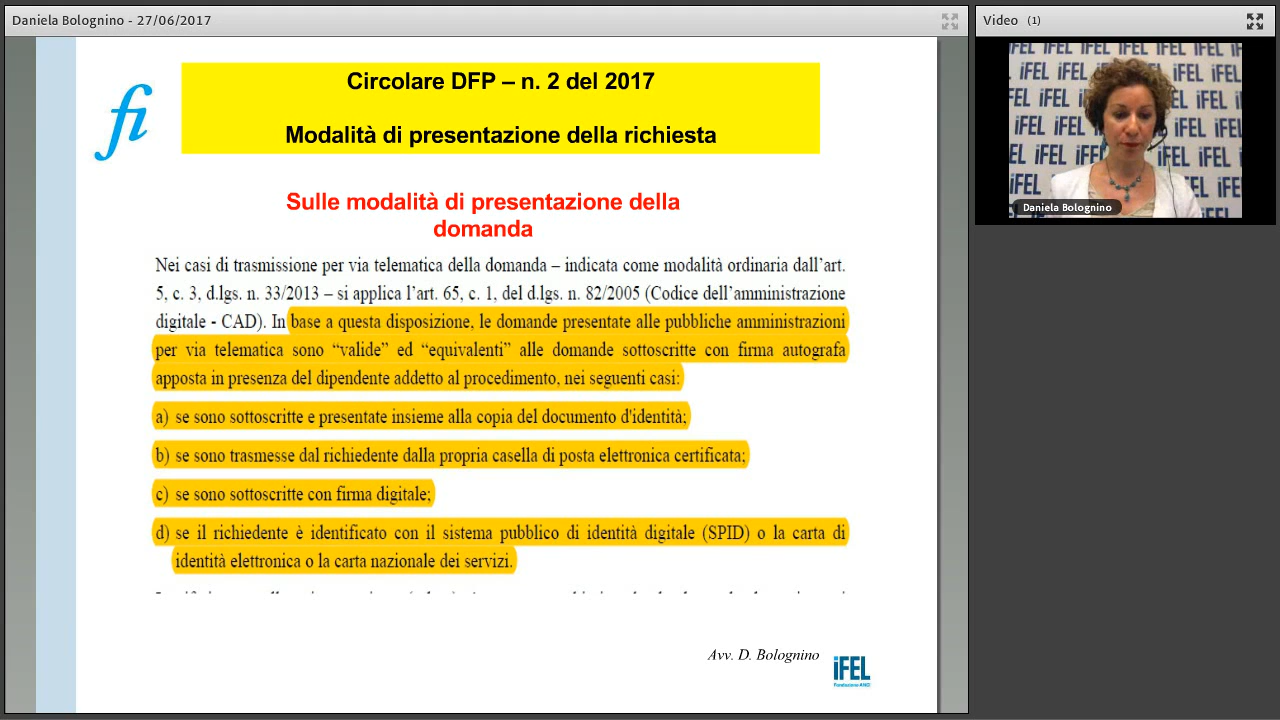 Daniela Bolognino - 27/06/2017
Video (1)
fi
Circolare DFP – n. 2 del 2017
Modalità di presentazione della richiesta
Sulle modalità di presentazione della
domanda
Nei casi di trasmissione per via telematica della domanda – indicata come modalità ordinaria dall’art.
5, c. 3, d.lgs. n. 33/2013 – si applica l’art. 65, c. 1, del d.lgs. n. 82/2005 (Codice dell’amministrazione
digitale - CAD). In base a questa disposizione, le domande presentate alle pubbliche amministrazioni
per via telematica sono “valide” ed “equivalenti” alle domande sottoscritte con firma autografa
apposta in presenza del dipendente addetto al procedimento, nei seguenti casi:
a) se sono sottoscritte e presentate insieme alla copia del documento d'identità;
b) se sono trasmesse dal richiedente dalla propria casella di posta elettronica certificata;
c) se sono sottoscritte con firma digitale;
d) se il richiedente è identificato con il sistema pubblico di identità digitale (SPID) o la carta di
identità elettronica o la carta nazionale dei servizi.
Avv. D. Bolognino
iFEL
Fondazione ANCI
iFEL iFEL iFEL iFEL
Daniela Bolognino